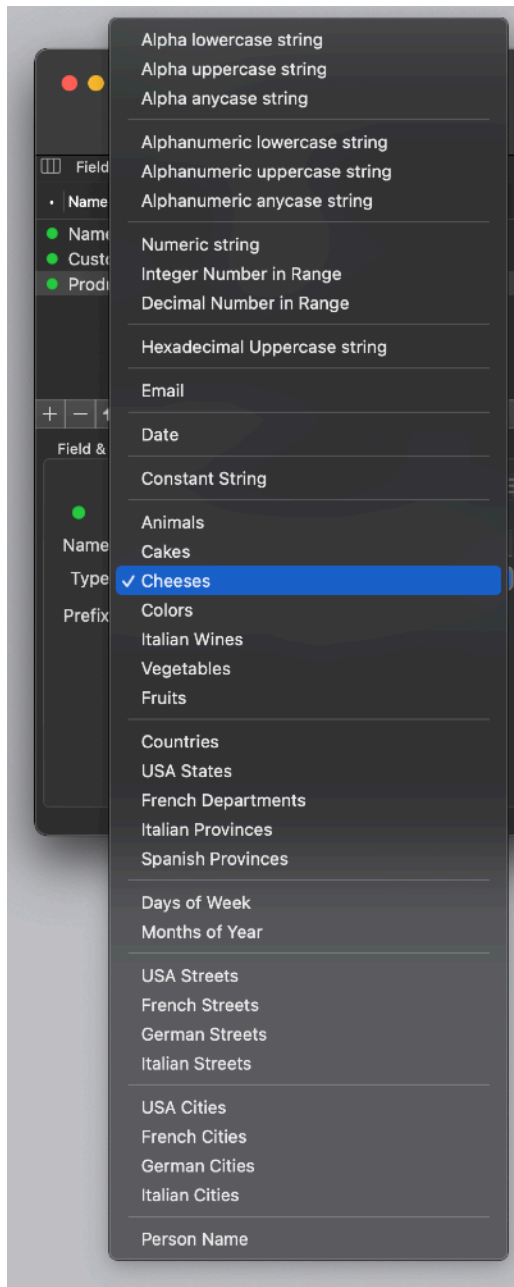 Alpha lowercase string
Alpha uppercase string
Alpha anycase string
Alphanumeric lowercase string
Alphanumeric uppercase string
Alphanumeric anycase string
Numeric string
Integer Number in Range
Decimal Number in Range
Hexadecimal Uppercase string
Email
Date
Constant String
Animals
Cakes
✓ Cheeses
Colors
Italian Wines
Vegetables
Fruits
Countries
USA States
French Departments
Italian Provinces
Spanish Provinces
Days of Week
Months of Year
USA Streets
French Streets
German Streets
Italian Streets
USA Cities
French Cities
German Cities
Italian Cities
Person Name
Field
Name
Name
Field &
Name
Type
Prefix